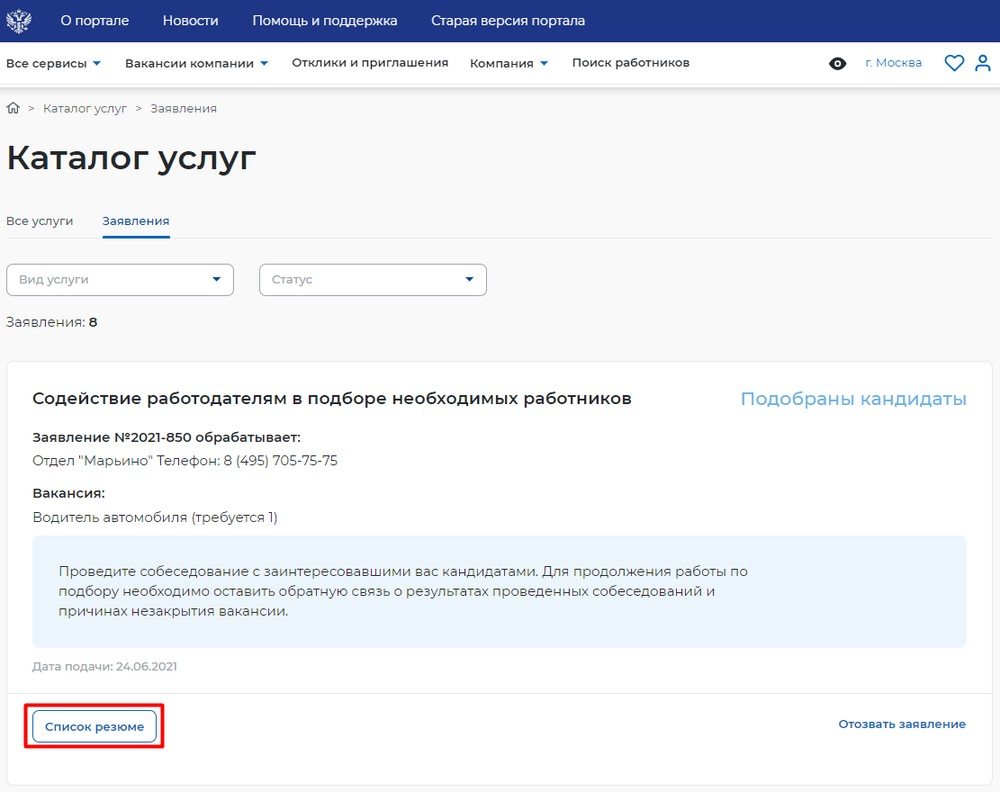 О портале Новости Помощь и поддержка Старая версия портала
Все сервисы Вакансии компании Отклики и приглашения Компания Поиск работников г. Москва
> Каталог услуг > Заявления
Каталог услуг
Все услуги Заявления
Вид услуги Статус
Заявления: 8
Содействие работодателям в подборе необходимых работников Подобраны кандидаты
Заявление №2021-850 обрабатывает:
Отдел "Марьино" Телефон: 8 (495) 705-75-75
Вакансия:
Водитель автомобиля (требуется 1)
Проведите собеседование с заинтересовавшими вас кандидатами. Для продолжения работы по
подбору необходимо оставить обратную связь о результатах проведенных собеседований и
причинах незакрытия вакансии.
Дата подачи: 24.06.2021
Список резюме Отозвать заявление